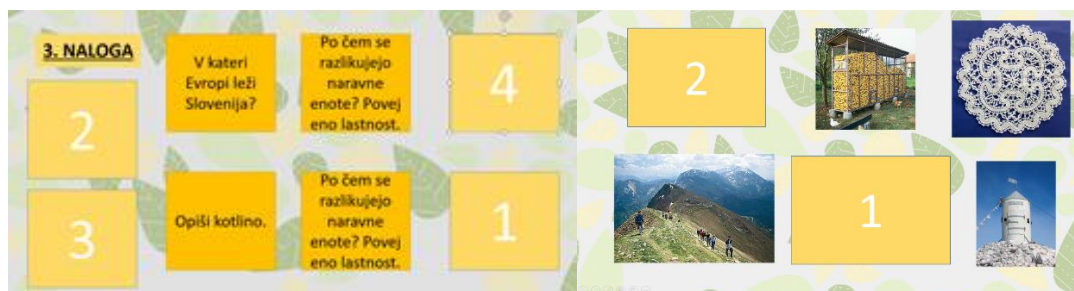 3. NALOGA
2
3
V kateri
Evropi leži
Slovenija?
Po čem se
razlikujejo
naravne
enote? Povej
eno lastnost.
4
Opiši kotlino.
Po čem se
razlikujejo
naravne
enote? Povej
eno lastnost.
1
2
1